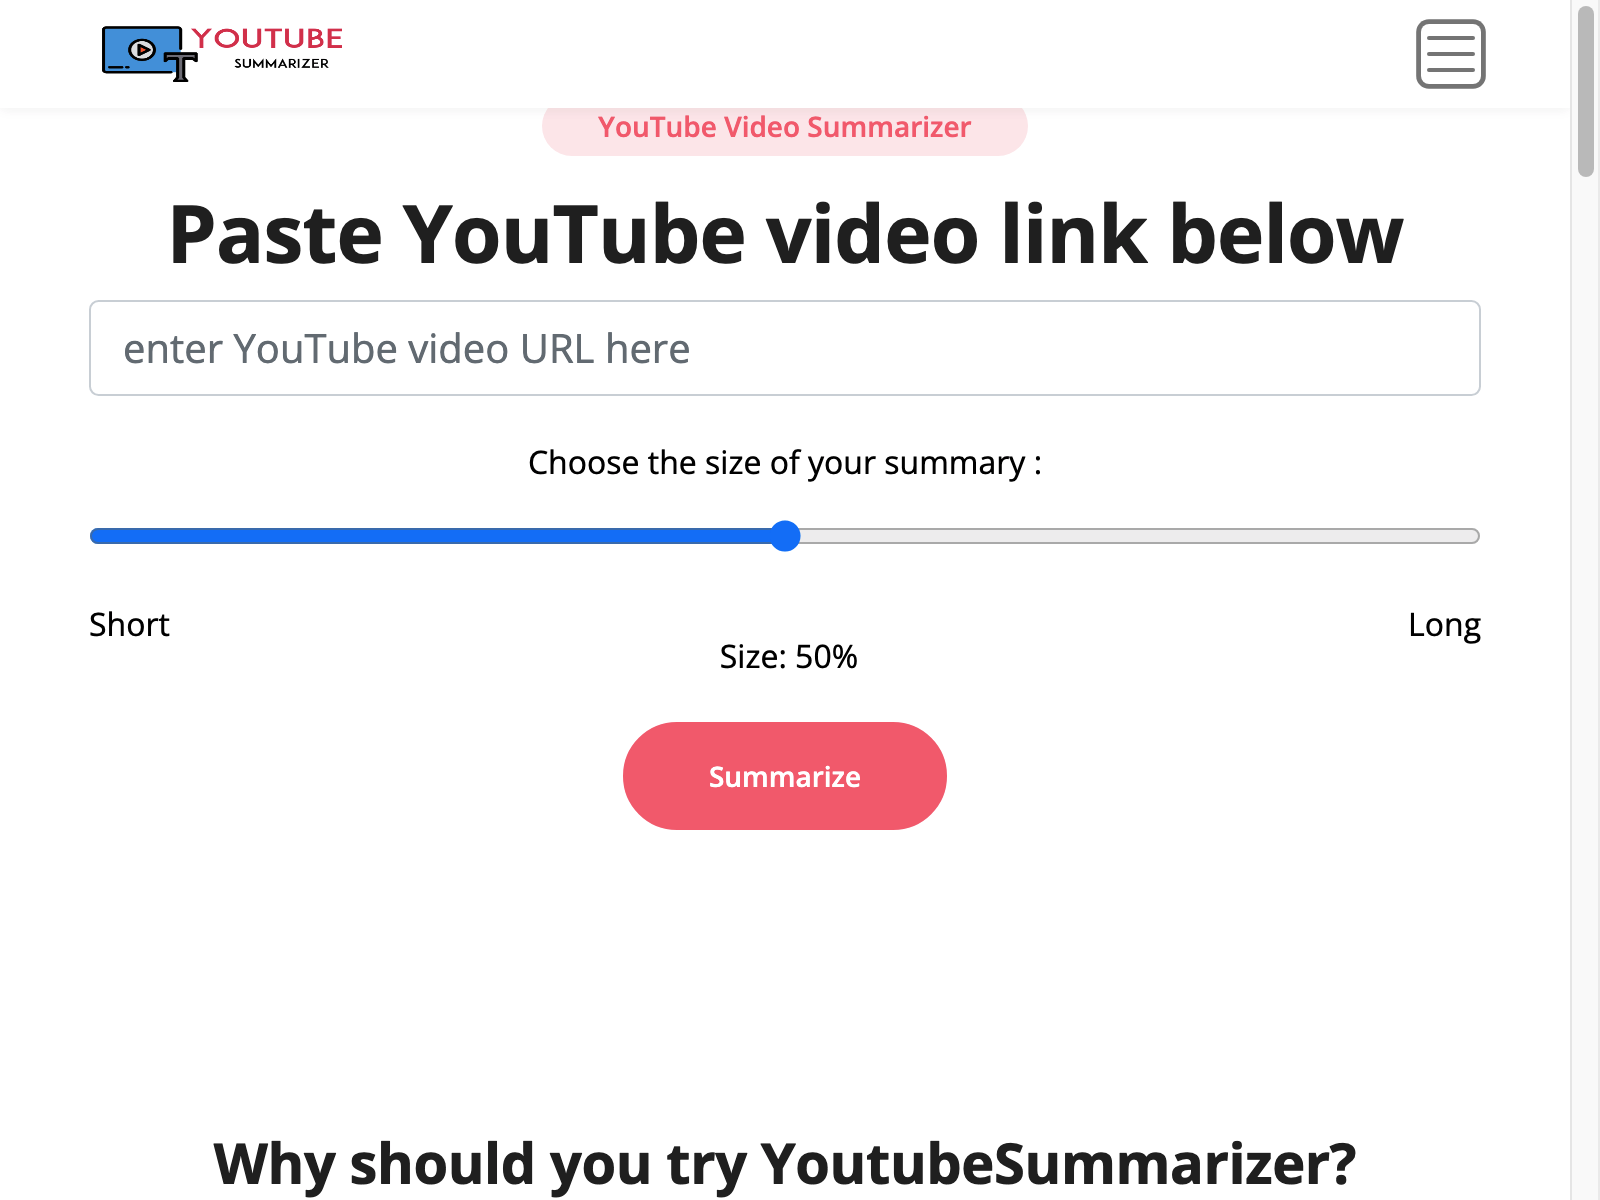 YOUTUBE
SUMMARIZER
YouTube Video Summarizer
Paste YouTube video link below
enter YouTube video URL here
Choose the size of your summary :
Short
Long
Size: 50%
Summarize
Why should you try YoutubeSummarizer?